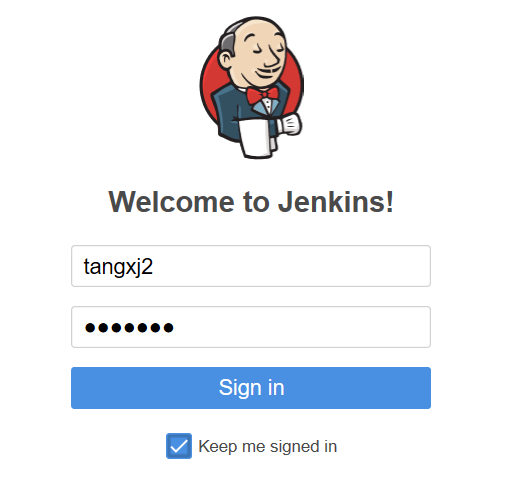 Welcome to Jenkins!
tangxj2
●●●●●●●
Sign in
Keep me signed in